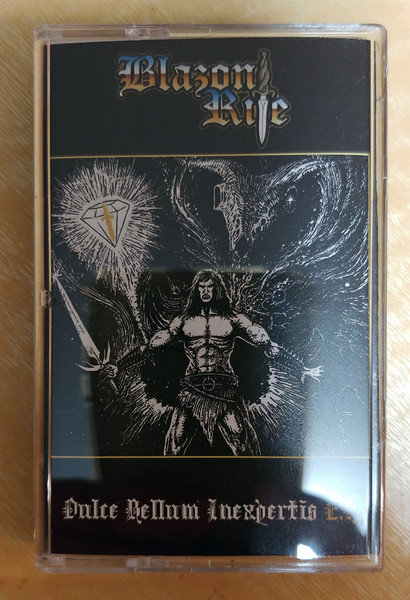 Blazon
Rite
Dulce Bellum Inexpertis